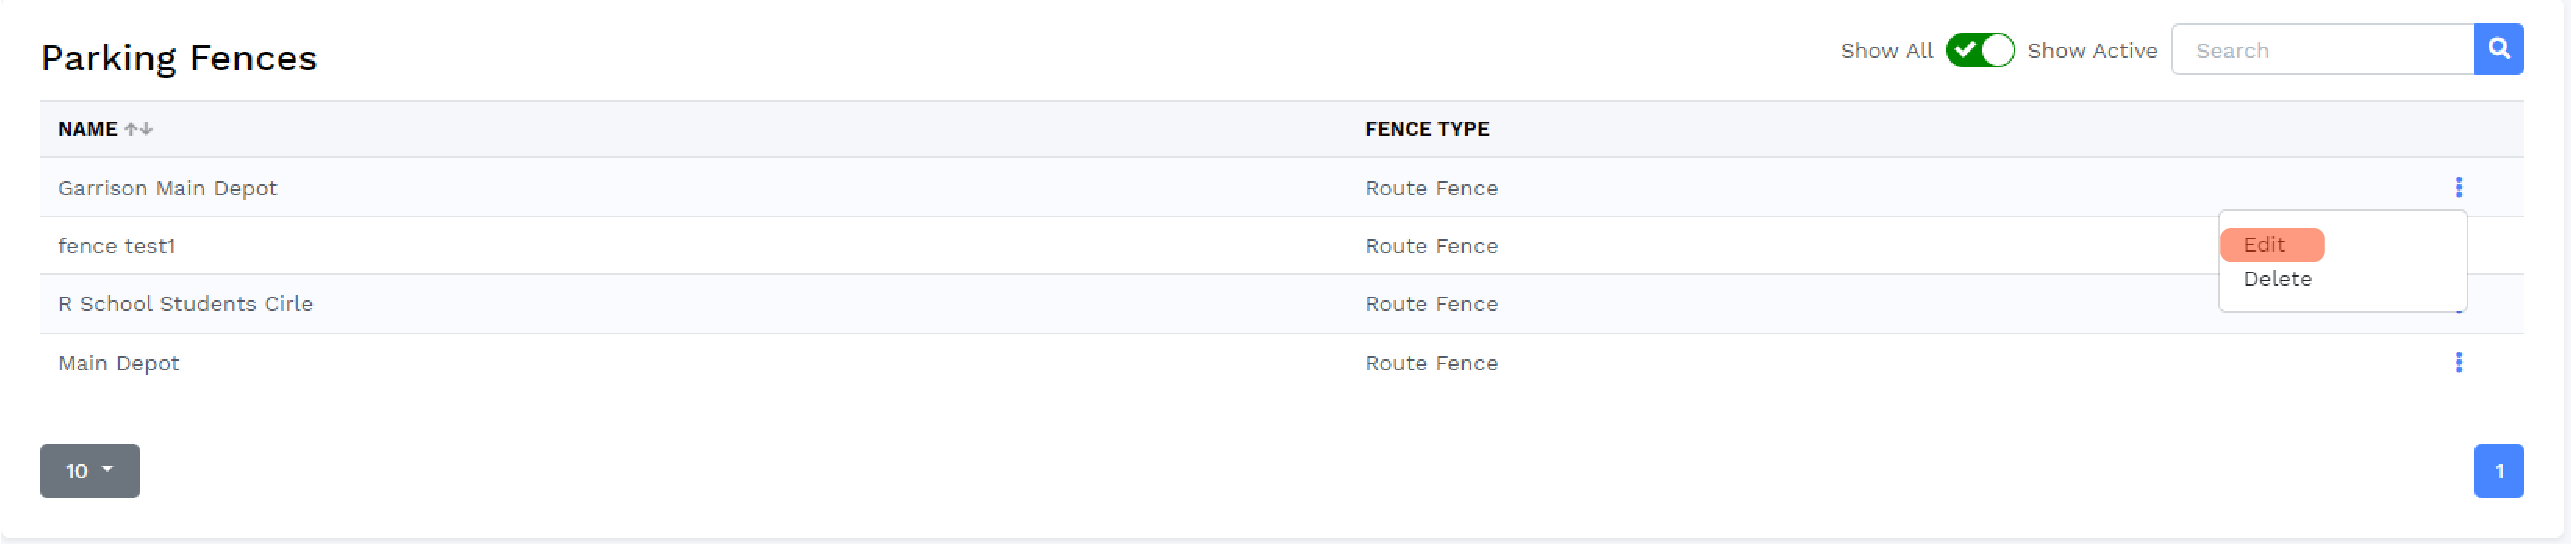 Parking Fences
Show All Show Active Search
NAME FENCE TYPE
Garrison Main Depot Route Fence
fence test1 Route Fence
Edit
Delete
R School Students Cirle Route Fence
Main Depot Route Fence
10 1